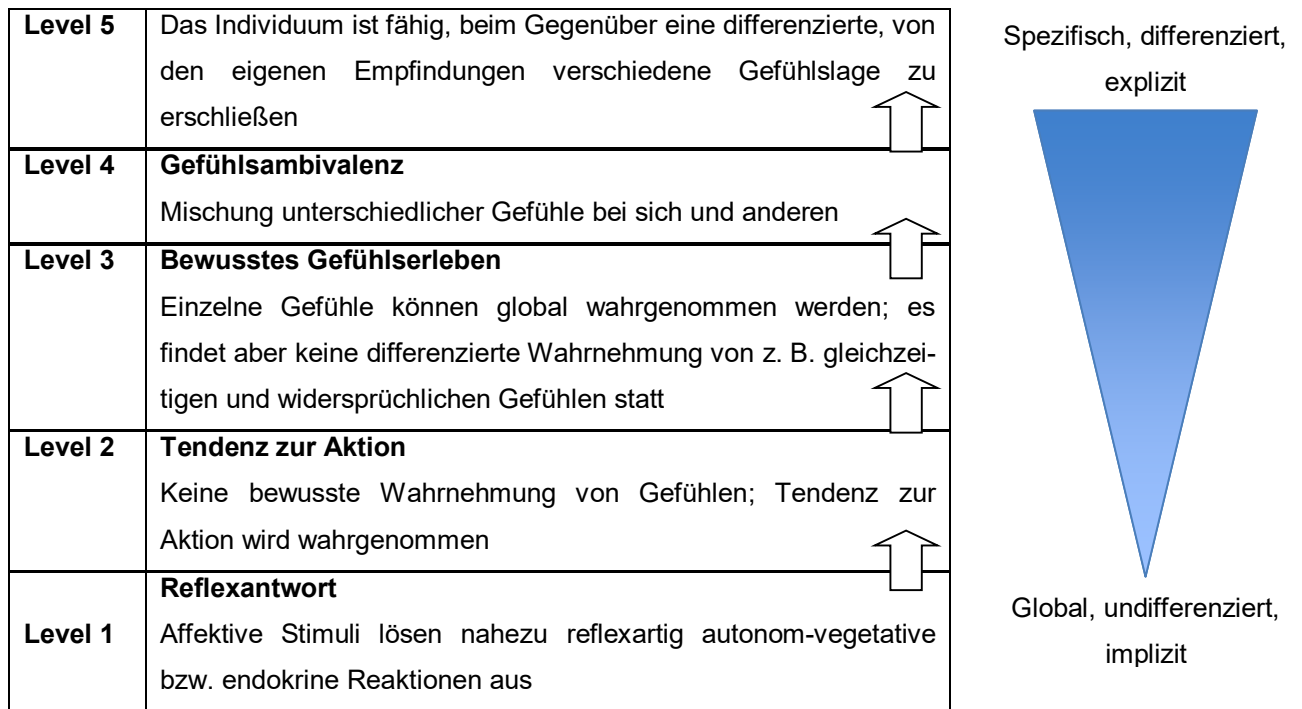 Level 5 Das Individuum ist fähig, beim Gegenüber eine differenzierte, von
den eigenen Empfindungen verschiedene Gefühlslage zu
erschließen
Level 4 Gefühlsambivalenz
Mischung unterschiedlicher Gefühle bei sich und anderen
Level 3 Bewusstes Gefühlserleben
Einzelne Gefühle können global wahrgenommen werden; es
findet aber keine differenzierte Wahrnehmung von z. B. gleichzei-
tigen und widersprüchlichen Gefühlen statt
Level 2 Tendenz zur Aktion
Keine bewusste Wahrnehmung von Gefühlen; Tendenz zur
Aktion wird wahrgenommen
Reflexantwort
Level 1 Affektive Stimuli lösen nahezu reflexartig autonom-vegetative
bzw. endokrine Reaktionen aus
Spezifisch, differenziert,
explizit
Global, undifferenziert,
implizit